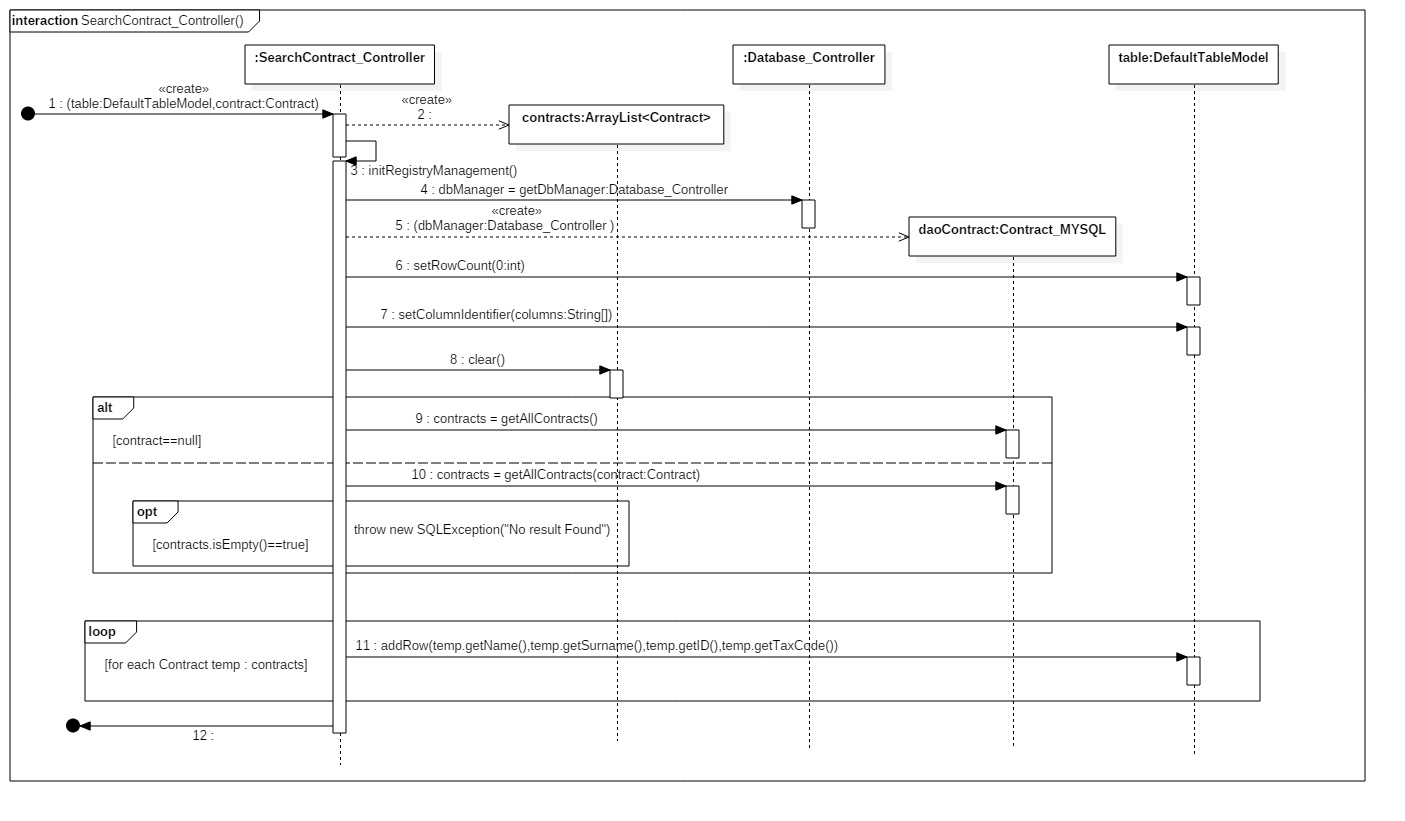 interaction SearchContract_Controller()
:SearchContract_Controller
:Database_Controller
table:DefaultTableModel
«create»
1 : (table:DefaultTableModel,contract:Contract)
«create»
2 :
contracts:ArrayList<Contract>
3 : initRegistryManagement()
4 : dbManager = getDbManager:Database_Controller
«create»
5 : (dbManager:Database_Controller )
daoContract:Contract_MYSQL
6 : setRowCount(0:int)
7 : setColumnIdentifier(columns:String[])
8 : clear()
alt
9 : contracts = getAllContracts()
[contract==null]
10 : contracts = getAllContracts(contract:Contract)
opt
throw new SQLException("No result Found")
[contracts.isEmpty()==true]
loop
11 : addRow(temp.getName(),temp.getSurname(),temp.getID(),temp.getTaxCode())
[for each Contract temp : contracts]
12 :